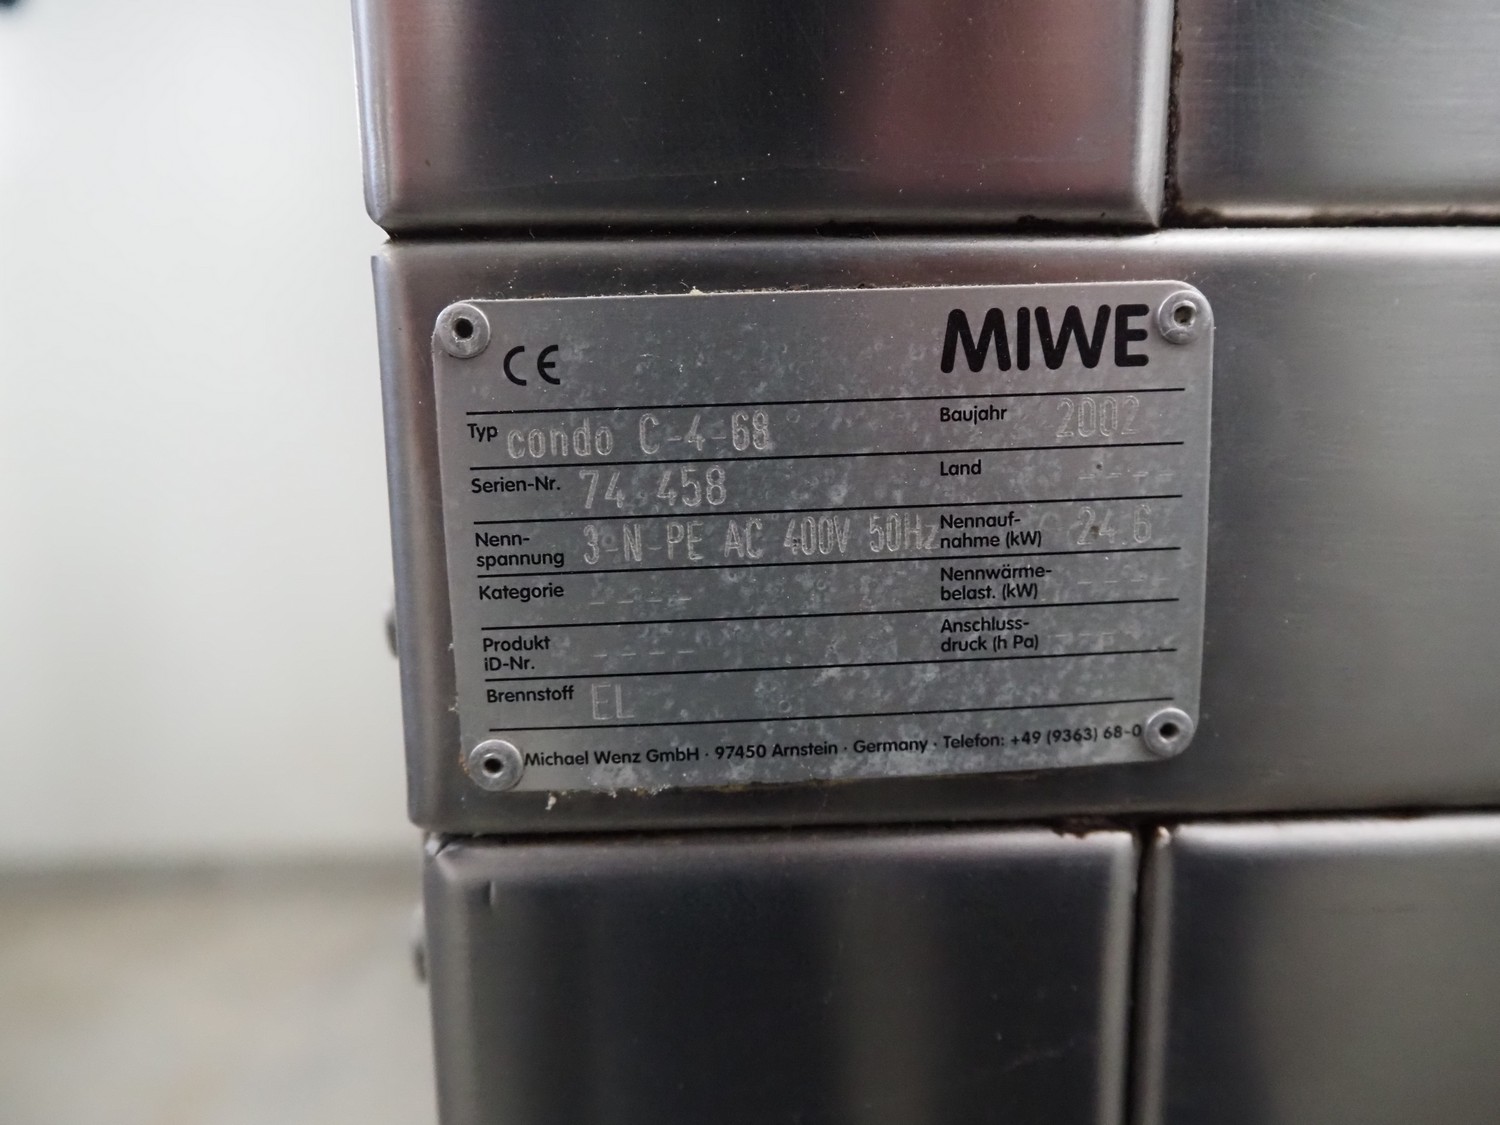 CE MIWE
Typ condo C-4-68 Baujahr 2002
Serien-Nr. 74 458 Land ----
Nenn- spannung 3-N-PE AC 400V 50Hz Nennauf- nahme (kW) 24.6
Kategorie ---- Nennwärme- belast. (kW) ----
Produkt iD-Nr. ---- Anschluss- druck (h Pa) ----
Brennstoff EL
Michael Wenz GmbH · 97450 Arnstein · Germany · Telefon: +49 (9363) 68-0